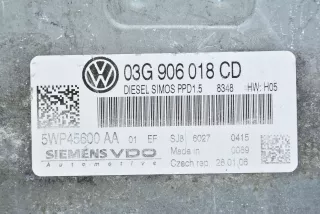 03G 906 018 CD
DIESEL SIMOS PPD1.5 8348 HW: H05
5WP45600 AA 01 EF
SJ8 6027 0415
SIEMENS VDO
Automotive
Made in 0089
Czech rep. 28.01.06